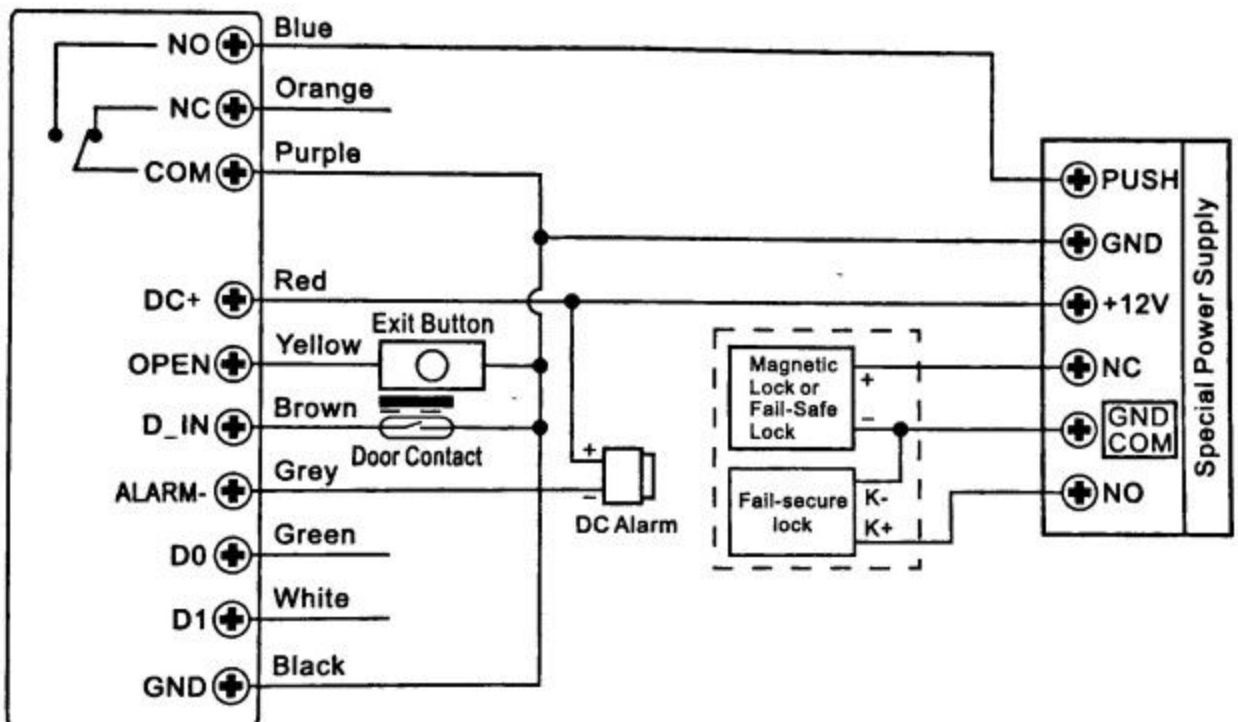 NO Blue
NC Orange
COM Purple
DC+ Red
OPEN Yellow
Exit Button
D_IN Brown
Door Contact
ALARM- Grey
+
−
DC Alarm
D0 Green
D1 White
GND Black
Magnetic
Lock or
Fail-Safe
Lock
+
−
Fail-secure
lock
K-
K+
PUSH
GND
+12V
NC
GND
COM
NO
Special Power Supply